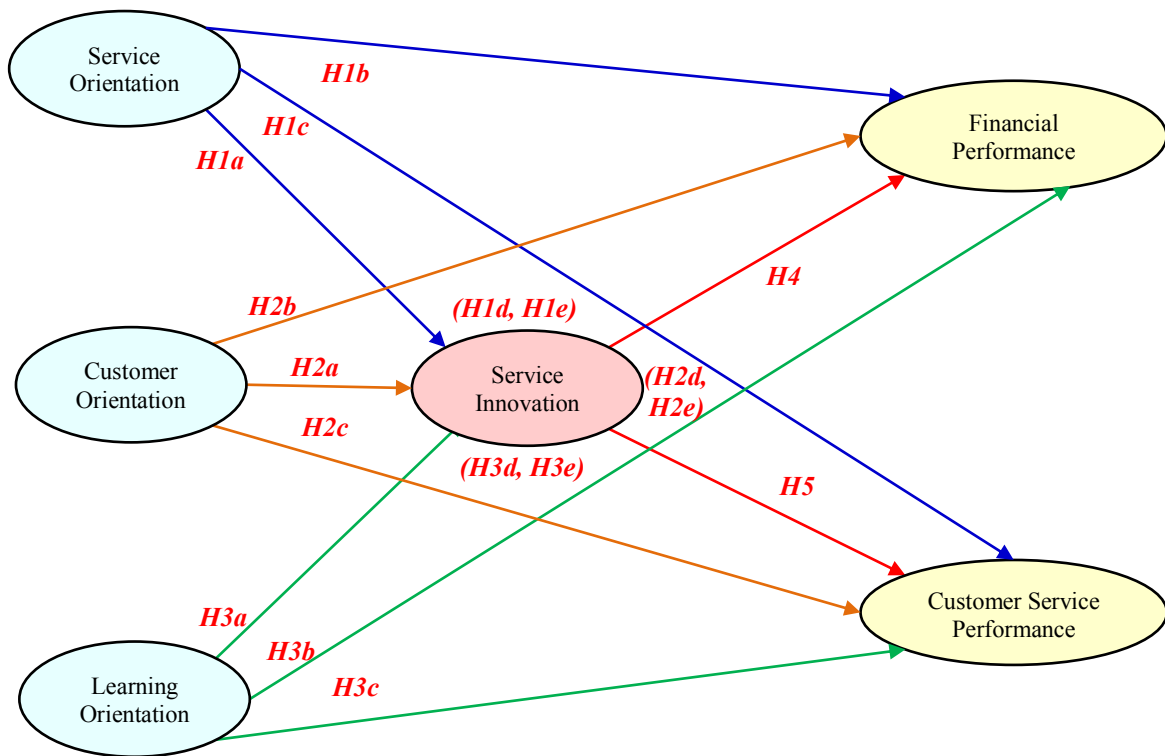 Service
Orientation
H1b
H1c
H1a
Financial
Performance
H4
H2b
(H1d, H1e)
Customer
Orientation
H2a
Service
Innovation
(H2d,
H2e)
H2c
(H3d, H3e)
H5
H3a
H3b
H3c
Learning
Orientation
Customer Service
Performance